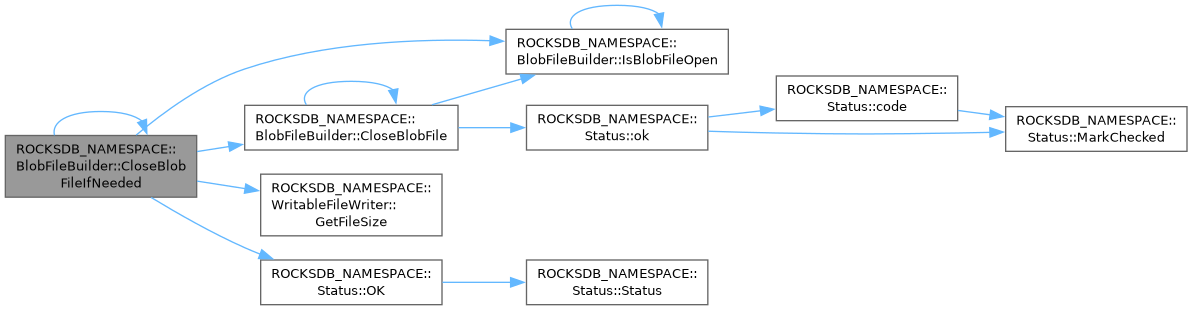 ROCKSDB_NAMESPACE::
BlobFileBuilder::CloseBlob
FileIfNeeded
ROCKSDB_NAMESPACE::
BlobFileBuilder::CloseBlobFile
ROCKSDB_NAMESPACE::
BlobFileBuilder::IsBlobFileOpen
ROCKSDB_NAMESPACE::
Status::ok
ROCKSDB_NAMESPACE::
Status::code
ROCKSDB_NAMESPACE::
Status::MarkChecked
ROCKSDB_NAMESPACE::
WritableFileWriter::
GetFileSize
ROCKSDB_NAMESPACE::
Status::OK
ROCKSDB_NAMESPACE::
Status::Status